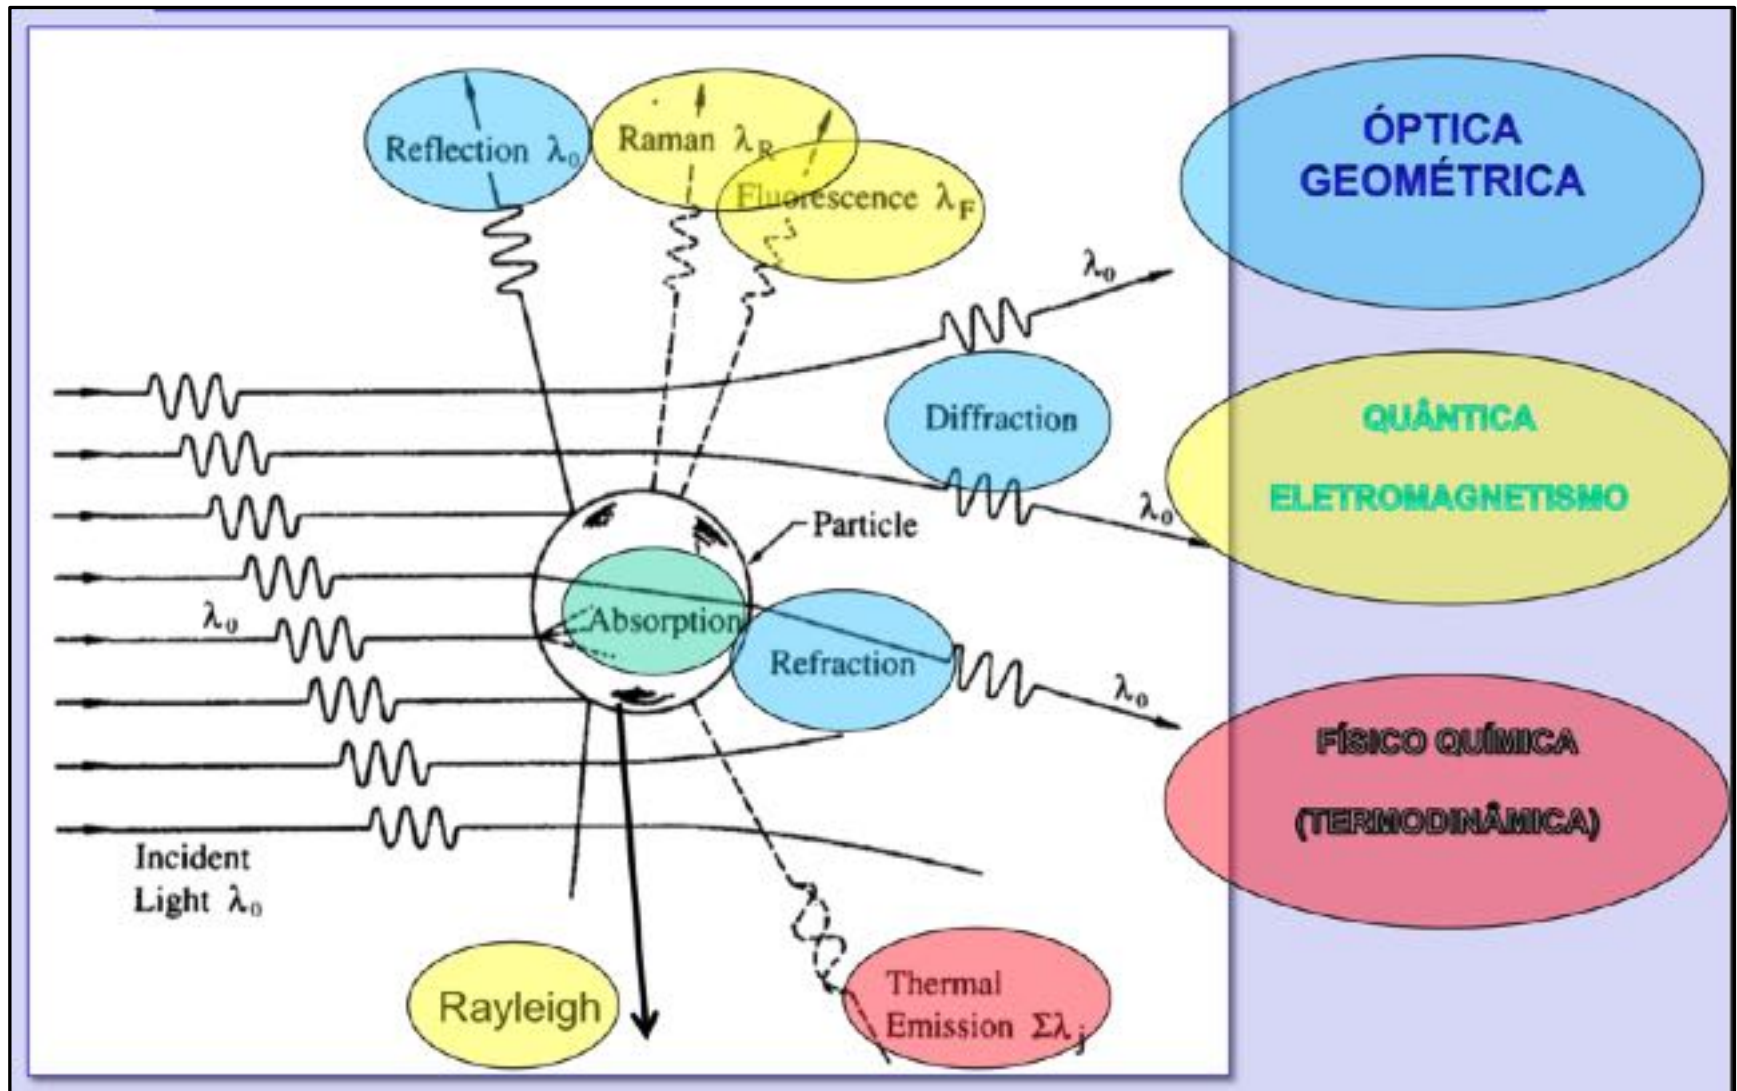 Reflection λ₀
Raman λR
Fluorescence λF
λ₀
Diffraction
λ₀
Particle
Absorption
λ₀
Refraction
λ₀
Incident
Light λ₀
Rayleigh
Thermal
Emission Σλj
ÓPTICA
GEOMÉTRICA
QUÂNTICA
ELETROMAGNETISMO
FÍSICO QUÍMICA
(TERMODINÂMICA)